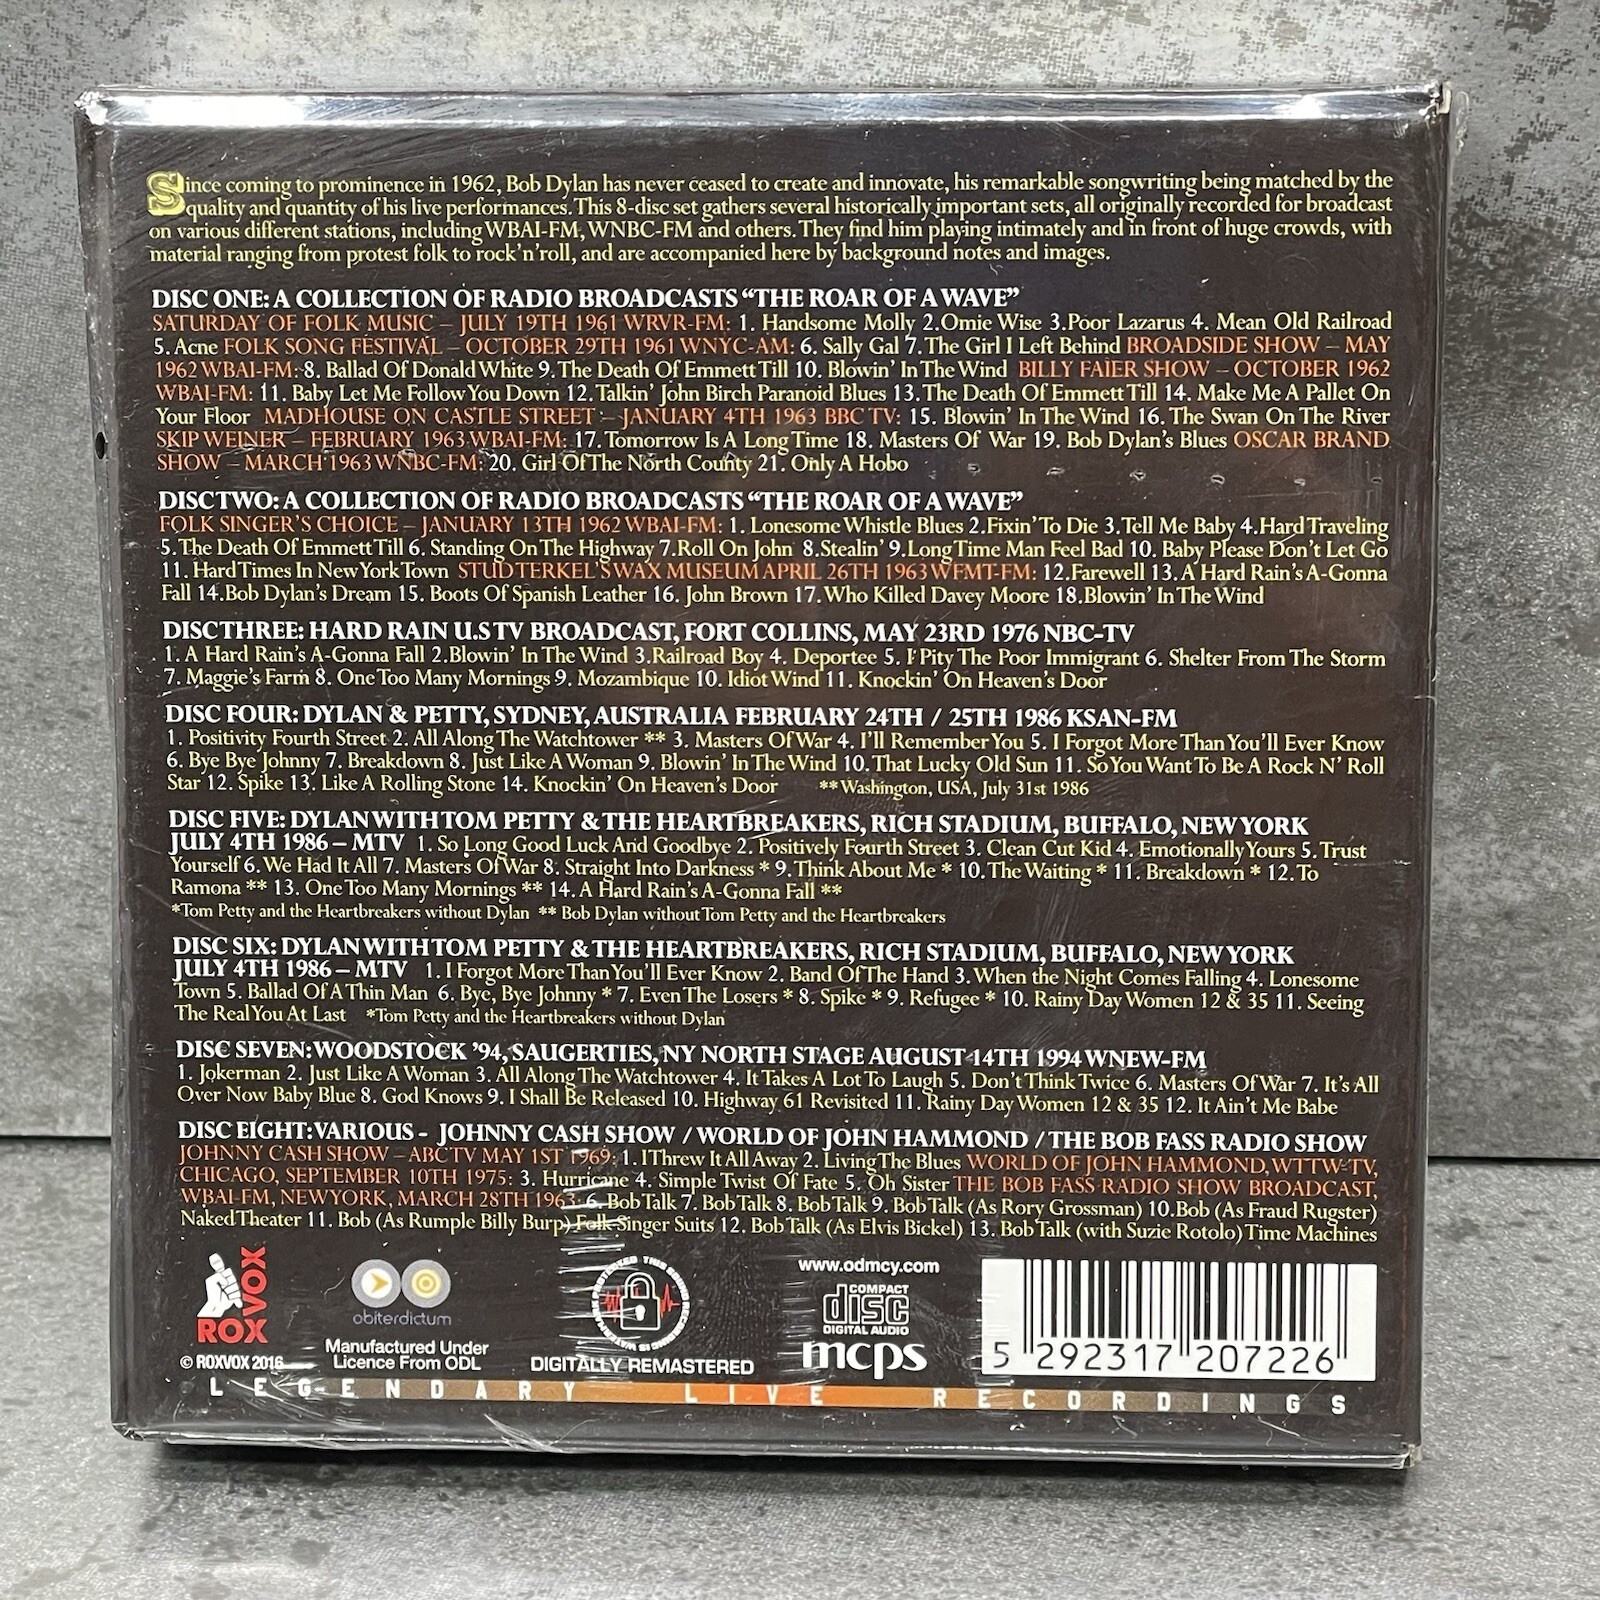 Since coming to prominence in 1962, Bob Dylan has never ceased to create and innovate, his remarkable songwriting being matched by the
quality and quantity of his live performances. This 8-disc set gathers several historically important sets, all originally recorded for broadcast
on various different stations, including WBAI-FM, WNBC-FM and others. They find him playing intimately and in front of huge crowds, with
material ranging from protest folk to rock'n'roll, and are accompanied here by background notes and images.
DISC ONE: A COLLECTION OF RADIO BROADCASTS "THE ROAR OF A WAVE"
SATURDAY OF FOLK MUSIC – JULY 19TH 1961 WRVR-FM: 1. Handsome Molly 2.Omie Wise 3.Poor Lazarus 4. Mean Old Railroad
5. Acne FOLK SONG FESTIVAL – OCTOBER 29TH 1961 WNYC-AM: 6. Sally Gal 7.The Girl I Left Behind BROADSIDE SHOW – MAY
1962 WBAI-FM: 8. Ballad Of Donald White 9.The Death Of Emmett Till 10. Blowin' In The Wind BILLY FAIER SHOW – OCTOBER 1962
WBAI-FM: 11. Baby Let Me Follow You Down 12. Talkin' John Birch Paranoid Blues 13.The Death Of Emmett Till 14. Make Me A Pallet On
Your Floor MADHOUSE ON CASTLE STREET – JANUARY 4TH 1963 BBC TV: 15. Blowin' In The Wind 16. The Swan On The River
SKIP WEINER – FEBRUARY 1963 WBAI-FM: 17. Tomorrow Is A Long Time 18. Masters Of War 19. Bob Dylan's Blues OSCAR BRAND
SHOW – MARCH 1963 WNBC-FM: 20. Girl Of The North County 21. Only A Hobo
DISC TWO: A COLLECTION OF RADIO BROADCASTS "THE ROAR OF A WAVE"
FOLK SINGER'S CHOICE – JANUARY 13TH 1962 WBAI-FM: 1. Lonesome Whistle Blues 2.Fixin' To Die 3.Tell Me Baby 4.Hard Traveling
5.The Death Of Emmett Till 6. Standing On The Highway 7.Roll On John 8.Stealin' 9.Long Time Man Feel Bad 10. Baby Please Don't Let Go
11. Hard Times In New York Town STUD TERKEL'S WAX MUSEUM APRIL 26TH 1963 WFMT-FM: 12.Farewell 13. A Hard Rain's A-Gonna
Fall 14.Bob Dylan's Dream 15. Boots Of Spanish Leather 16. John Brown 17. Who Killed Davey Moore 18.Blowin' In The Wind
DISC THREE: HARD RAIN U.S TV BROADCAST, FORT COLLINS, MAY 23RD 1976 NBC-TV
1. A Hard Rain's A-Gonna Fall 2.Blowin' In The Wind 3.Railroad Boy 4. Deportee 5. I Pity The Poor Immigrant 6. Shelter From The Storm
7. Maggie's Farm 8. One Too Many Mornings 9. Mozambique 10. Idiot Wind 11. Knockin' On Heaven's Door
DISC FOUR: DYLAN & PETTY, SYDNEY, AUSTRALIA FEBRUARY 24TH / 25TH 1986 KSAN-FM
1. Positivity Fourth Street 2. All Along The Watchtower ** 3. Masters Of War 4. I'll Remember You 5. I Forgot More Than You'll Ever Know
6. Bye Bye Johnny 7. Breakdown 8. Just Like A Woman 9. Blowin' In The Wind 10. That Lucky Old Sun 11. So You Want To Be A Rock N' Roll
Star 12. Spike 13. Like A Rolling Stone 14. Knockin' On Heaven's Door **Washington, USA, July 31st 1986
DISC FIVE: DYLAN WITH TOM PETTY & THE HEARTBREAKERS, RICH STADIUM, BUFFALO, NEW YORK
JULY 4TH 1986 – MTV 1. So Long Good Luck And Goodbye 2. Positively Fourth Street 3. Clean Cut Kid 4. Emotionally Yours 5. Trust
Yourself 6. We Had It All 7. Masters Of War 8. Straight Into Darkness * 9. Think About Me * 10. The Waiting * 11. Breakdown * 12. To
Ramona ** 13. One Too Many Mornings ** 14. A Hard Rain's A-Gonna Fall **
*Tom Petty and the Heartbreakers without Dylan ** Bob Dylan without Tom Petty and the Heartbreakers
DISC SIX: DYLAN WITH TOM PETTY & THE HEARTBREAKERS, RICH STADIUM, BUFFALO, NEW YORK
JULY 4TH 1986 – MTV 1. I Forgot More Than You'll Ever Know 2. Band Of The Hand 3. When the Night Comes Falling 4. Lonesome
Town 5. Ballad Of A Thin Man 6. Bye, Bye Johnny * 7. Even The Losers * 8. Spike * 9. Refugee * 10. Rainy Day Women 12 & 35 11. Seeing
The Real You At Last *Tom Petty and the Heartbreakers without Dylan
DISC SEVEN: WOODSTOCK '94, SAUGERTIES, NY NORTH STAGE AUGUST 14TH 1994 WNEW-FM
1. Jokerman 2. Just Like A Woman 3. All Along The Watchtower 4. It Takes A Lot To Laugh 5. Don't Think Twice 6. Masters Of War 7. It's All
Over Now Baby Blue 8. God Knows 9. I Shall Be Released 10. Highway 61 Revisited 11. Rainy Day Women 12 & 35 12. It Ain't Me Babe
DISC EIGHT: VARIOUS - JOHNNY CASH SHOW / WORLD OF JOHN HAMMOND / THE BOB FASS RADIO SHOW
JOHNNY CASH SHOW – ABC TV MAY 1ST 1969: 1. I Threw It All Away 2. Living The Blues WORLD OF JOHN HAMMOND, WTTW-TV,
CHICAGO, SEPTEMBER 10TH 1975: 3. Hurricane 4. Simple Twist Of Fate 5. Oh Sister THE BOB FASS RADIO SHOW BROADCAST,
WBAI-FM, NEWYORK, MARCH 28TH 1963: 6. Bob Talk 7. Bob Talk 8. Bob Talk 9. Bob Talk (As Rory Grossman) 10.Bob (As Fraud Rugster)
Naked Theater 11. Bob (As Rumple Billy Burp) Folk Singer Suits 12. Bob Talk (As Elvis Bickel) 13. Bob Talk (with Suzie Rotolo) Time Machines
ROXVOX
© ROXVOX 2016
obiterdictum
Manufactured Under
Licence From ODL
DIGITALLY REMASTERED
www.odmcy.com
COMPACT
disc
DIGITAL AUDIO
mcps
5 292317 207226
LEGENDARY LIVE RECORDINGS